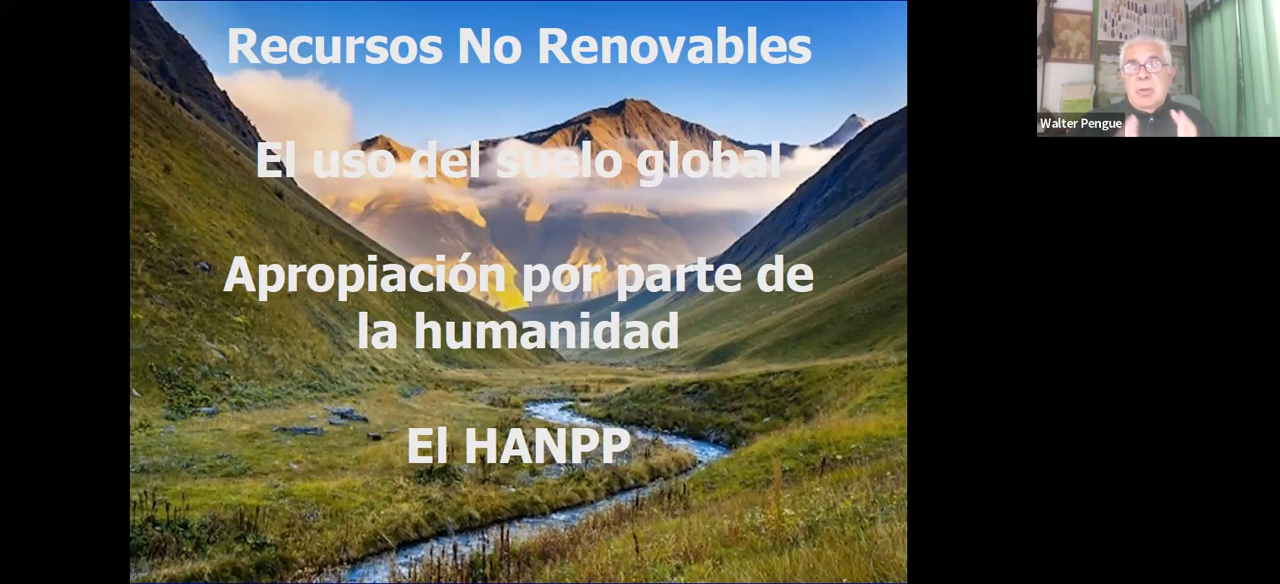 Recursos No Renovables
El uso del suelo global
Apropiación por parte de
la humanidad
El HANPP
Walter Pengue